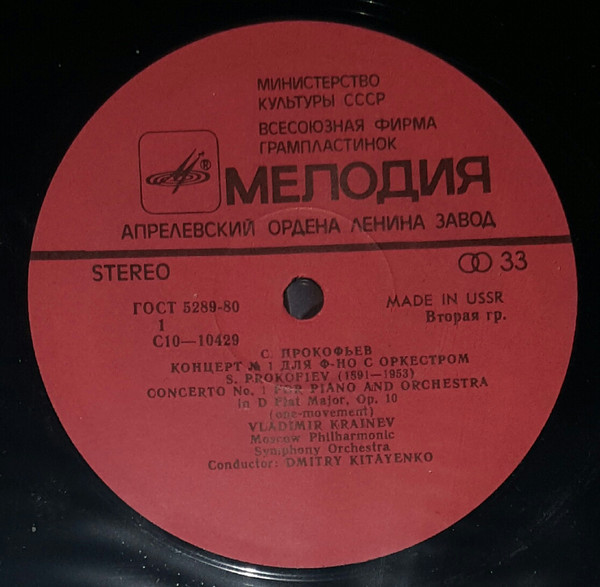 МИНИСТЕРСТВО
КУЛЬТУРЫ СССР
ВСЕСОЮЗНАЯ ФИРМА
ГРАМПЛАСТИНОК
®
МЕЛОДИЯ
АПРЕЛЕВСКИЙ ОРДЕНА ЛЕНИНА ЗАВОД
STEREO
33
ГОСТ 5289-80
MADE IN USSR
1
Вторая гр.
С10—10429
С. ПРОКОФЬЕВ
КОНЦЕРТ № 1 ДЛЯ Ф-НО С ОРКЕСТРОМ
S. PROKOFIEV (1891—1953)
CONCERTO No. 1 FOR PIANO AND ORCHESTRA
in D Flat Major, Op. 10
(one-movement)
VLADIMIR KRAINEV
Moscow Philharmonic
Symphony Orchestra
Conductor: DMITRY KITAYENKO